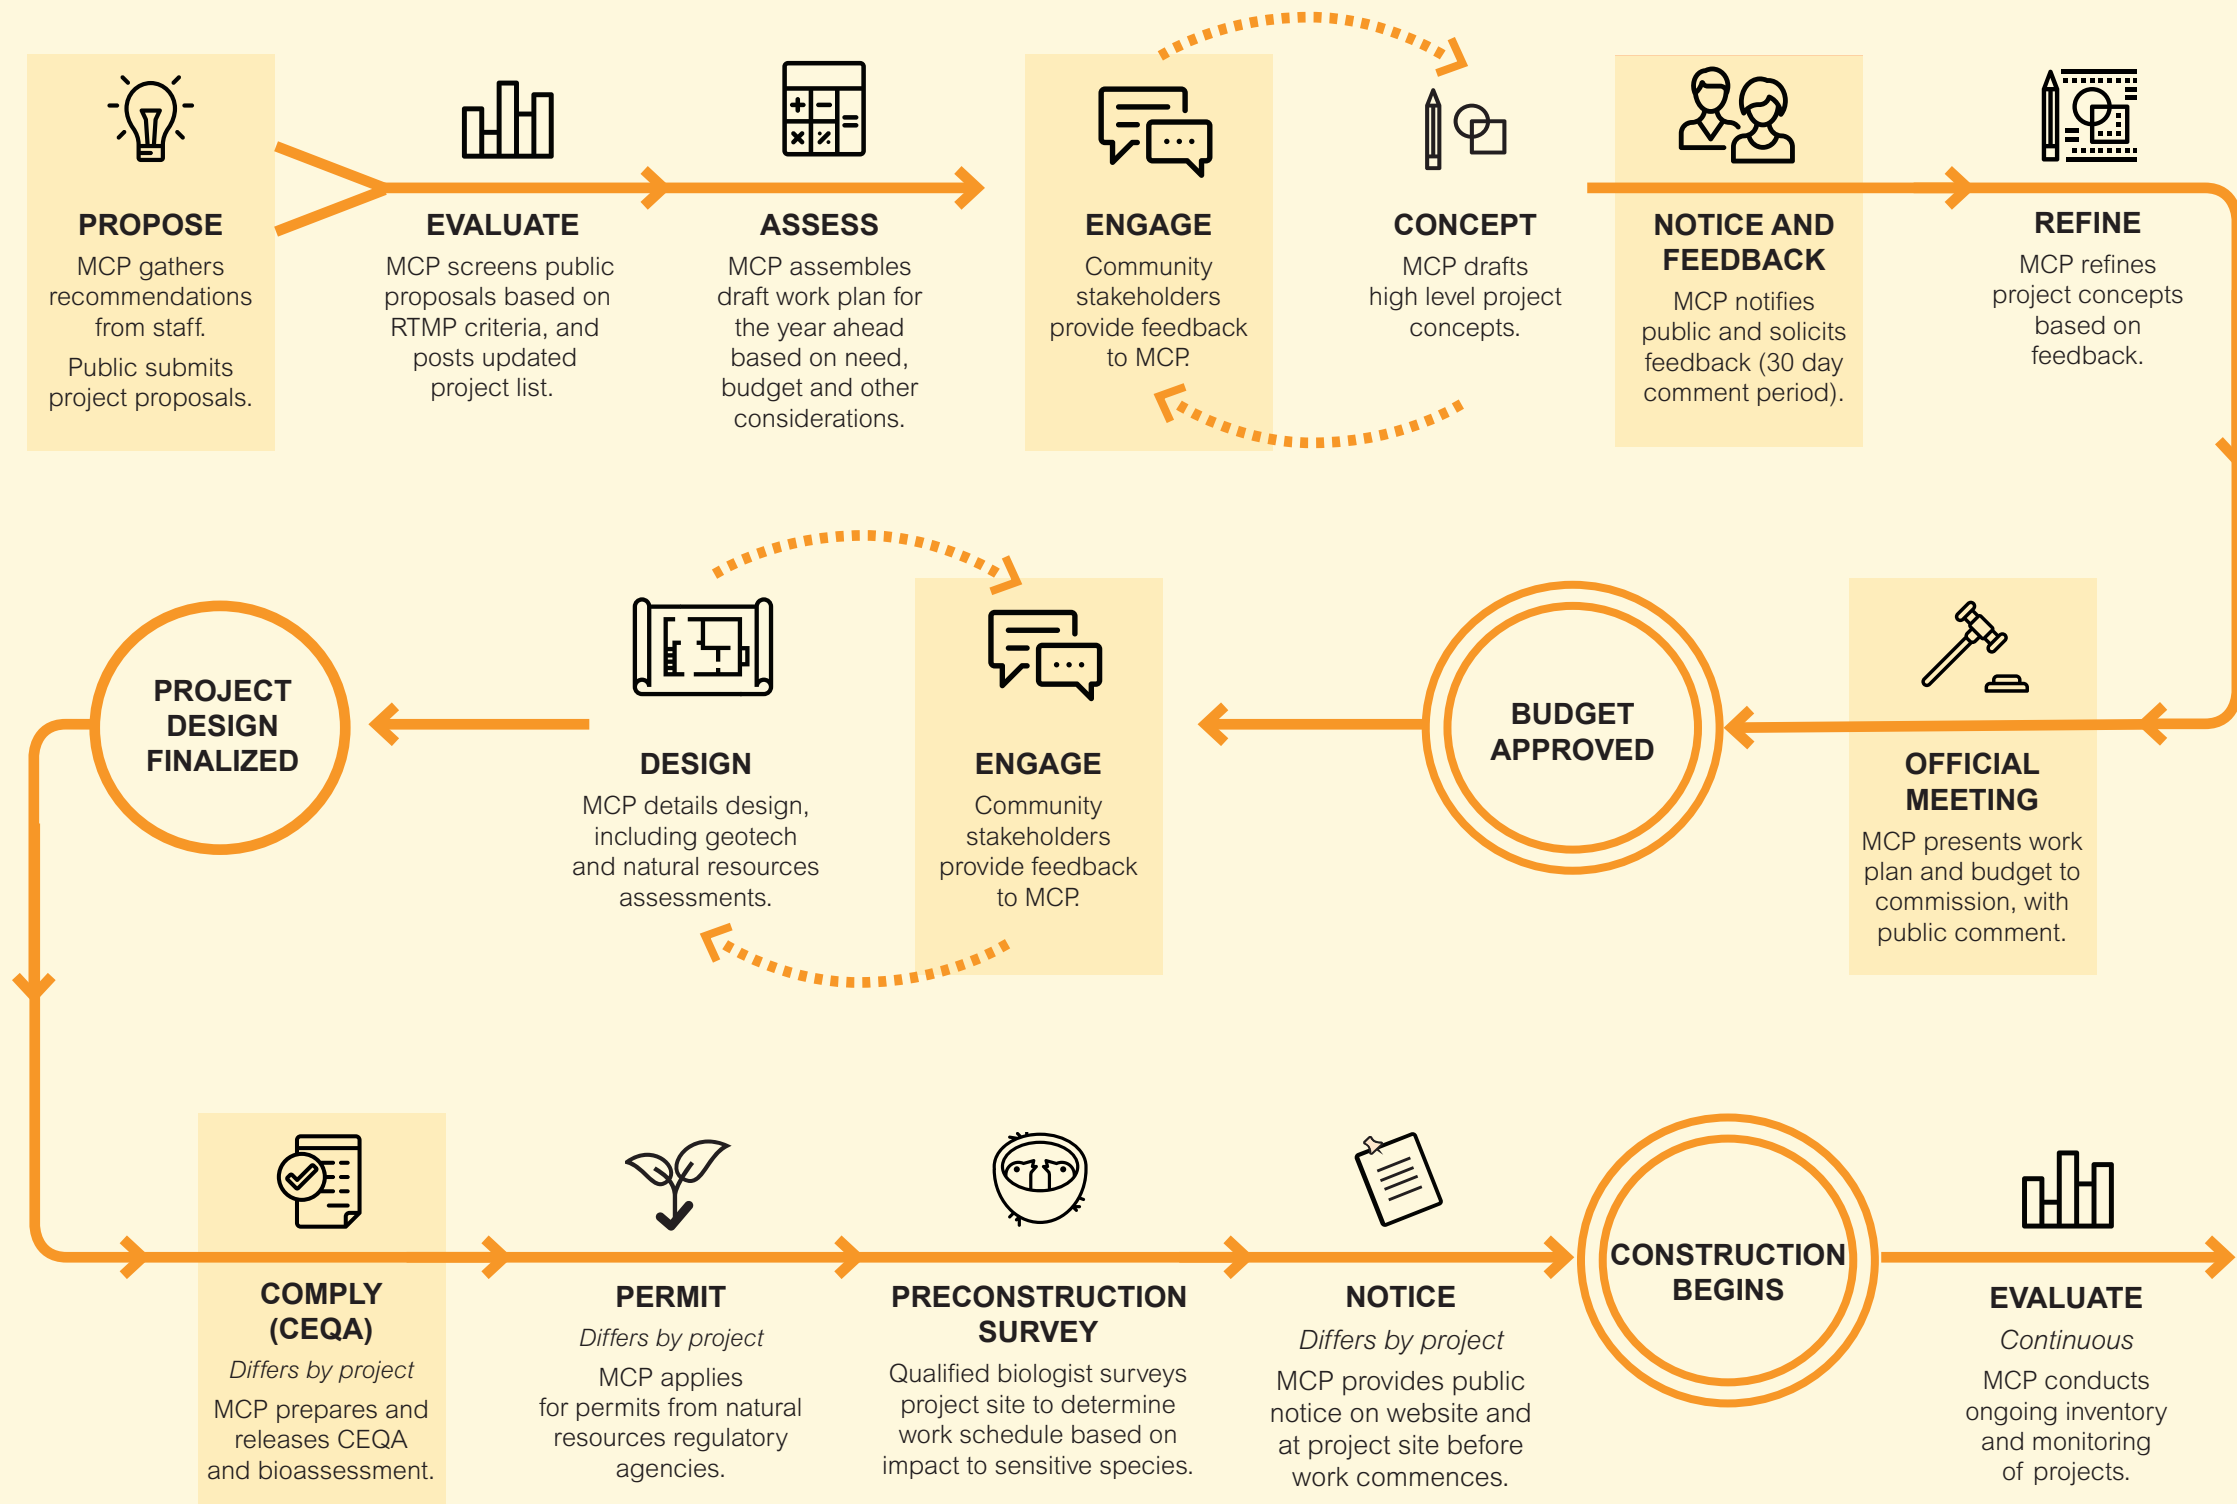 PROPOSE
MCP gathers
recommendations
from staff.
Public submits
project proposals.
EVALUATE
MCP screens public
proposals based on
RTMP criteria, and
posts updated
project list.
ASSESS
MCP assembles
draft work plan for
the year ahead
based on need,
budget and other
considerations.
ENGAGE
Community
stakeholders
provide feedback
to MCP.
CONCEPT
MCP drafts
high level project
concepts.
NOTICE AND
FEEDBACK
MCP notifies
public and solicits
feedback (30 day
comment period).
REFINE
MCP refines
project concepts
based on
feedback.
OFFICIAL
MEETING
MCP presents work
plan and budget to
commission, with
public comment.
BUDGET
APPROVED
ENGAGE
Community
stakeholders
provide feedback
to MCP.
DESIGN
MCP details design,
including geotech
and natural resources
assessments.
PROJECT
DESIGN
FINALIZED
COMPLY
(CEQA)
Differs by project
MCP prepares and
releases CEQA
and bioassessment.
PERMIT
Differs by project
MCP applies
for permits from natural
resources regulatory
agencies.
PRECONSTRUCTION
SURVEY
Qualified biologist surveys
project site to determine
work schedule based on
impact to sensitive species.
NOTICE
Differs by project
MCP provides public
notice on website and
at project site before
work commences.
CONSTRUCTION
BEGINS
EVALUATE
Continuous
MCP conducts
ongoing inventory
and monitoring
of projects.